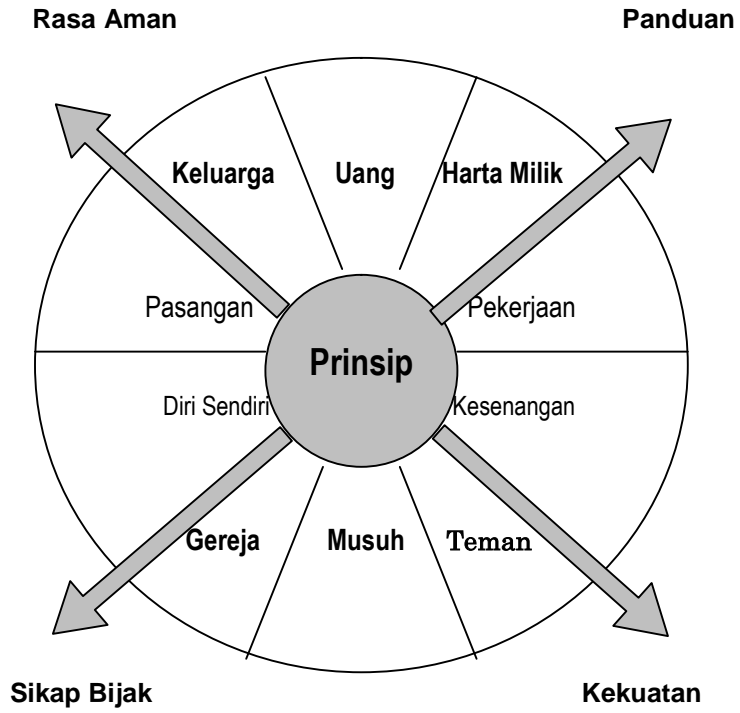 Rasa Aman
Panduan
Keluarga
Uang
Harta Milik
Pasangan
Pekerjaan
Prinsip
Diri Sendiri
Kesenangan
Gereja
Musuh
Teman
Sikap Bijak
Kekuatan